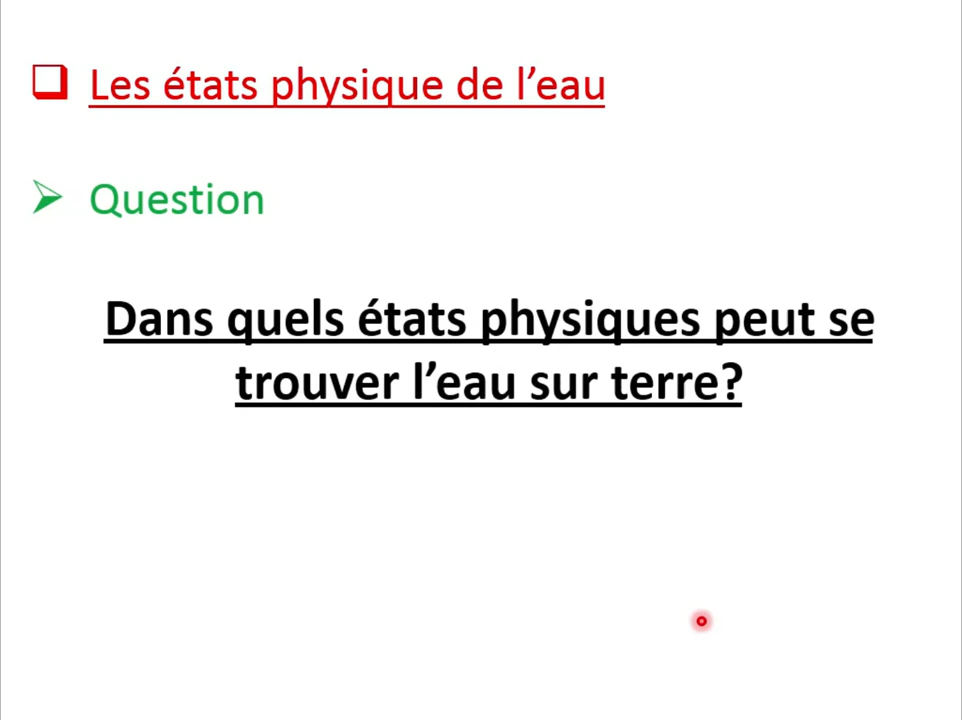 Les états physique de l’eau
Question
Dans quels états physiques peut se
trouver l’eau sur terre?